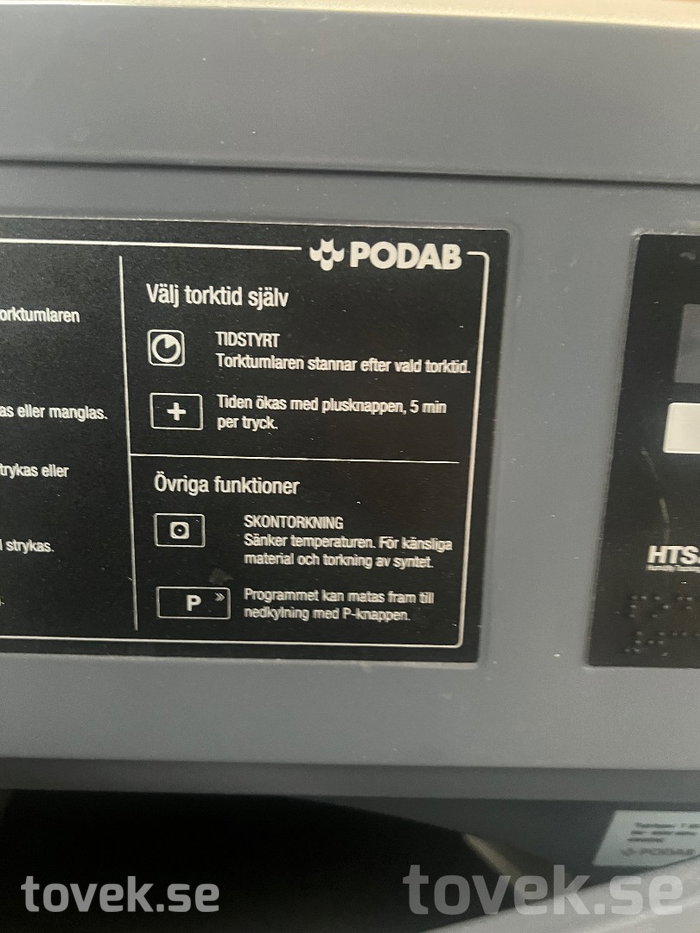 PODAB
Välj torktid själv
orktumlaren
TIDSTYRT
Torktumlaren stannar efter vald torktid.
as eller manglas.
Tiden ökas med plusknappen, 5 min
per tryck.
trykas eller
Övriga funktioner
SKONTORKNING
Sänker temperaturen. För känsliga
material och torkning av syntet.
l strykas.
HTS
P »
Programmet kan matas fram till
nedkylning med P-knappen.
PODAB
tovek.se
tovek.se